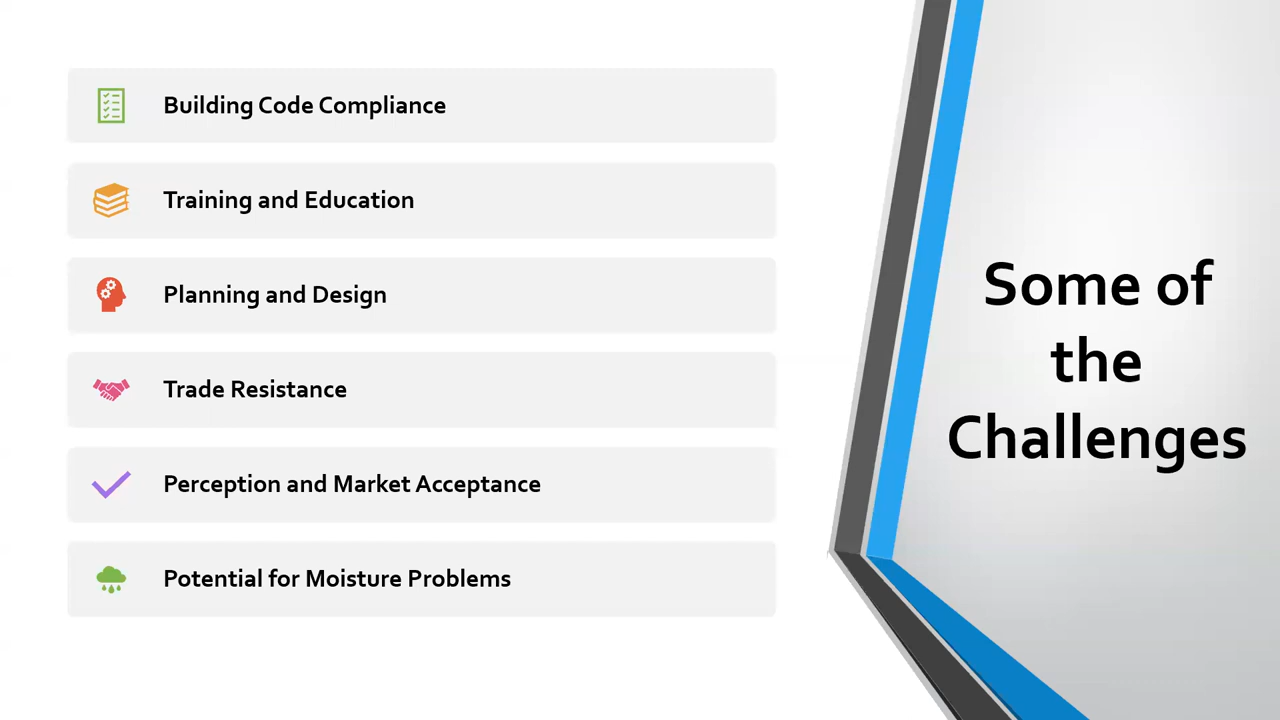 Building Code Compliance
Training and Education
Planning and Design
Trade Resistance
Perception and Market Acceptance
Potential for Moisture Problems
Some of
the
Challenges